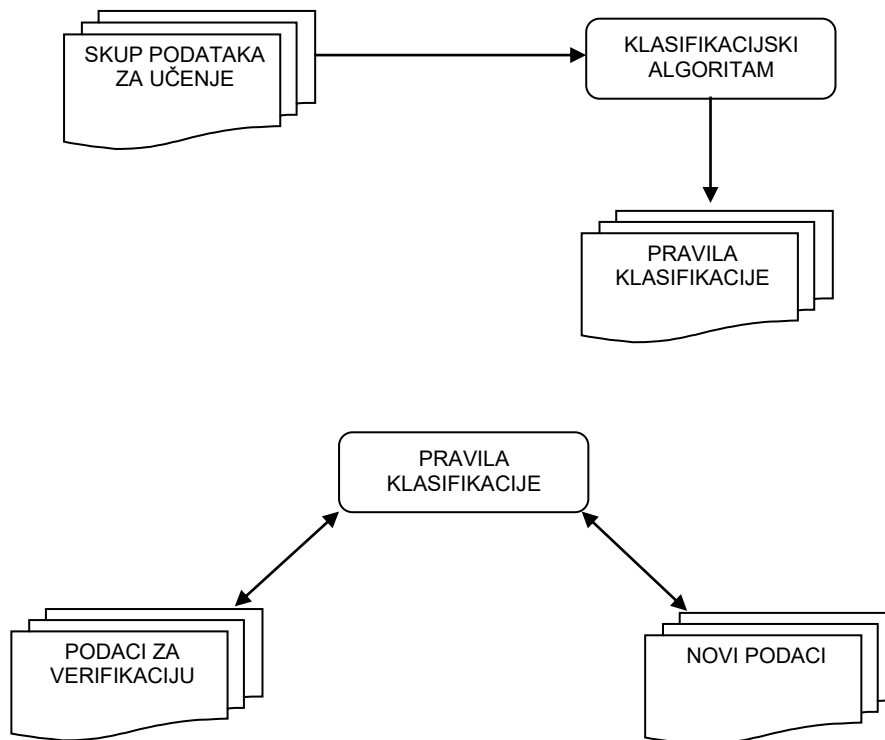 SKUP PODATAKA
ZA UČENJE
KLASIFIKACIJSKI
ALGORITAM
PRAVILA
KLASIFIKACIJE
PRAVILA
KLASIFIKACIJE
PODACI ZA
VERIFIKACIJU
NOVI PODACI